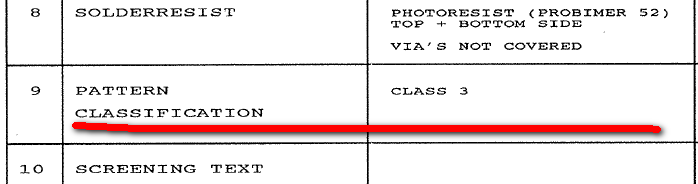 8 SOLDERRESIST PHOTORESIST (PROBIMER 52)
TOP + BOTTOM SIDE
VIA'S NOT COVERED
9 PATTERN CLASS 3
CLASSIFICATION
10 SCREENING TEXT